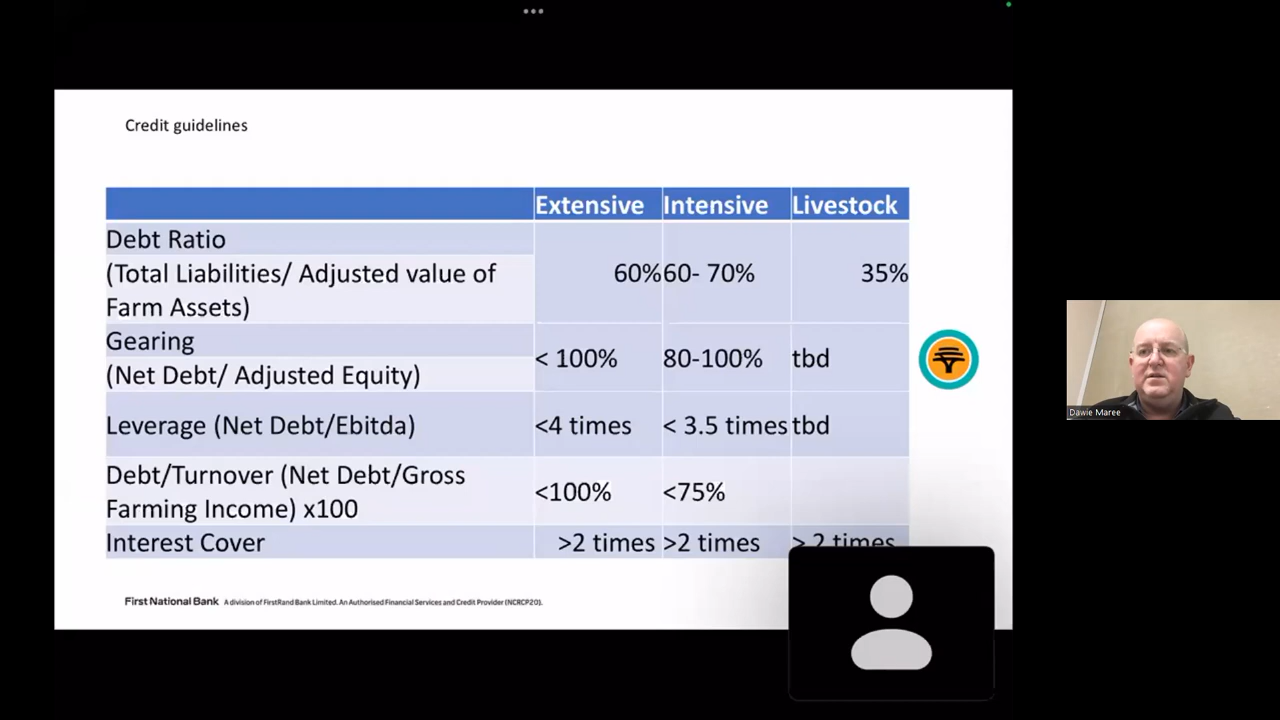 Credit guidelines
Extensive Intensive Livestock
Debt Ratio
(Total Liabilities/ Adjusted value of
Farm Assets)
60% 60- 70% 35%
Gearing
(Net Debt/ Adjusted Equity)
< 100% 80-100% tbd
Leverage (Net Debt/Ebitda) <4 times < 3.5 times tbd
Debt/Turnover (Net Debt/Gross
Farming Income) x100
<100% <75%
Interest Cover >2 times >2 times > 2 times
First National Bank A division of FirstRand Bank Limited. An Authorised Financial Services and Credit Provider (NCRCP20).
Dawie Maree